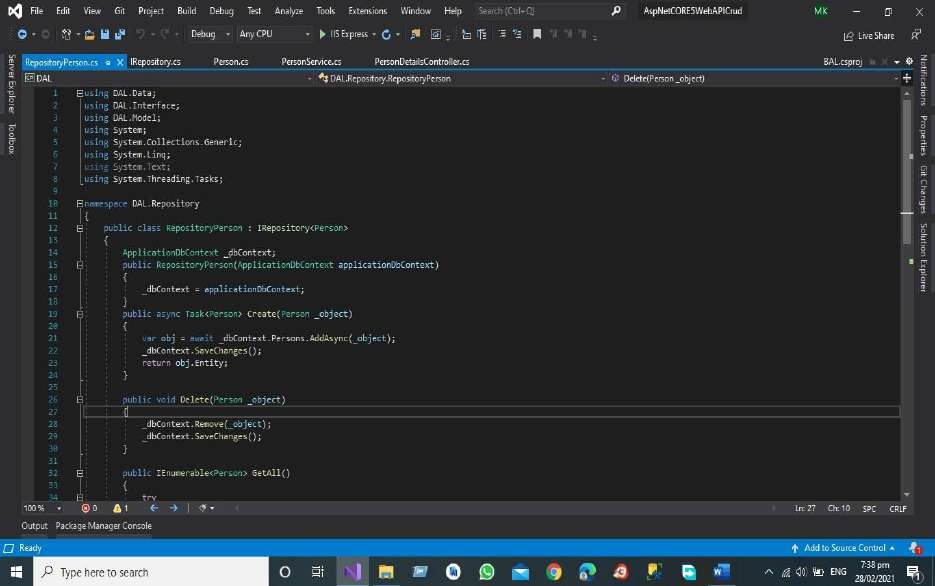 File Edit View Git Project Build Debug Test Analyze Tools Extensions Window Help Search (Ctrl+Q) AspNetCORE5WebAPICrud MK
Debug Any CPU IIS Express Live Share
RepositoryPerson.cs IRepository.cs Person.cs PersonService.cs PersonDetailsController.cs BAL.csproj
DAL DAL.Repository.RepositoryPerson Delete(Person _object)
Server Explorer
Toolbox
Notifications
Properties
Git Changes
Solution Explorer
1 using DAL.Data;
2 using DAL.Interface;
3 using DAL.Model;
4 using System;
5 using System.Collections.Generic;
6 using System.Linq;
7 using System.Text;
8 using System.Threading.Tasks;
9
10 namespace DAL.Repository
11 {
12 public class RepositoryPerson : IRepository<Person>
13 {
14 ApplicationDbContext _dbContext;
15 public RepositoryPerson(ApplicationDbContext applicationDbContext)
16 {
17 _dbContext = applicationDbContext;
18 }
19 public async Task<Person> Create(Person _object)
20 {
21 var obj = await _dbContext.Persons.AddAsync(_object);
22 _dbContext.SaveChanges();
23 return obj.Entity;
24 }
25
26 public void Delete(Person _object)
27 {
28 _dbContext.Remove(_object);
29 _dbContext.SaveChanges();
30 }
31
32 public IEnumerable<Person> GetAll()
33 {
34 try
100 % 0 1 Ln: 27 Ch: 10 SPC CRLF
Output Package Manager Console
Ready Add to Source Control 1
Type here to search ENG 7:38 pm
28/02/2021 1